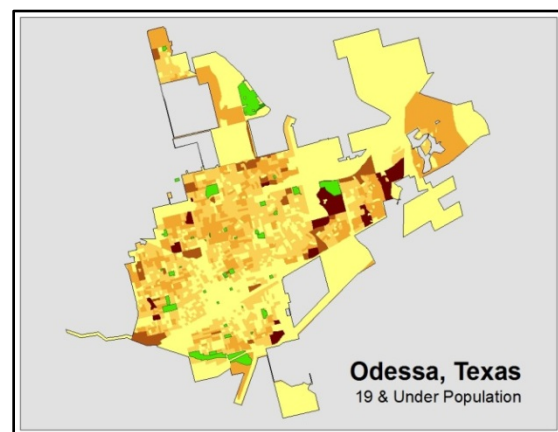 Odessa, Texas
19 & Under Population